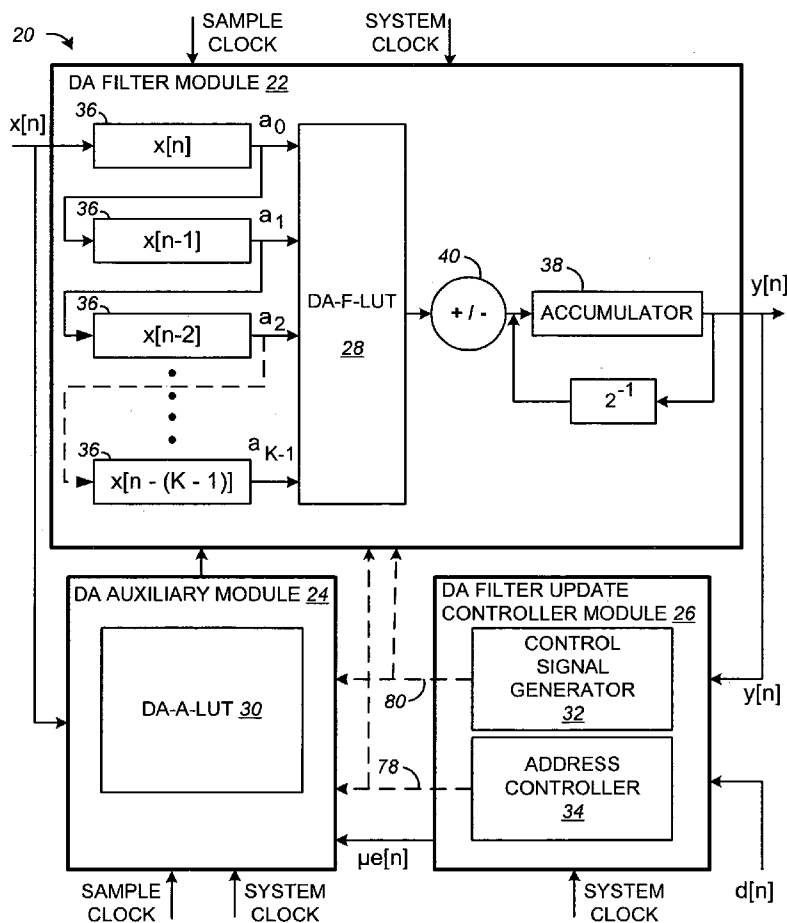 SAMPLE CLOCK
SYSTEM CLOCK
20
DA FILTER MODULE 22
x[n]
36
x[n]
a0
36
x[n-1]
a1
36
x[n-2]
a2
36
x[n - (K - 1)]
aK-1
DA-F-LUT
28
40
+ / -
38
ACCUMULATOR
y[n]
2^-1
DA AUXILIARY MODULE 24
DA-A-LUT 30
DA FILTER UPDATE
CONTROLLER MODULE 26
CONTROL
SIGNAL
GENERATOR
32
80
y[n]
78
ADDRESS
CONTROLLER
34
µe[n]
d[n]
SAMPLE
CLOCK
SYSTEM
CLOCK
SYSTEM
CLOCK